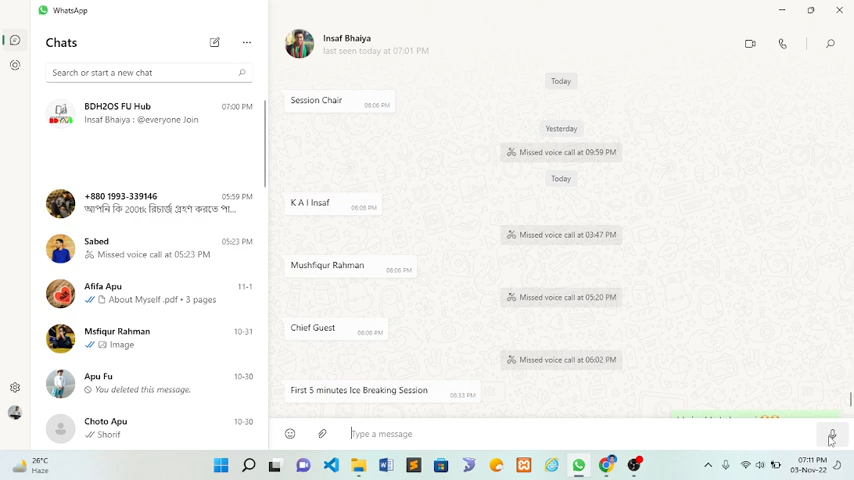 WhatsApp
Chats
Search or start a new chat
BDH2OS FU Hub 07:00 PM
Insaf Bhaiya : @everyone Join
+880 1993-339146 05:59 PM
আপনি কি 200tk রিচার্জ গ্রহণ করতে পা...
Sabed 05:23 PM
Missed voice call at 05:23 PM
Afifa Apu 11-1
About Myself .pdf • 3 pages
Msfiqur Rahman 10-31
Image
Apu Fu 10-30
You deleted this message.
Choto Apu 10-30
Shorif
Insaf Bhaiya
last seen today at 07:01 PM
Today
Session Chair 06:06 PM
Yesterday
Missed voice call at 09:59 PM
Today
K A I Insaf 06:06 PM
Missed voice call at 03:47 PM
Mushfiqur Rahman 06:06 PM
Missed voice call at 05:20 PM
Chief Guest 06:06 PM
Missed voice call at 06:02 PM
First 5 minutes Ice Breaking Session 06:33 PM
Type a message
26°C
Haze
07:11 PM
03-Nov-22